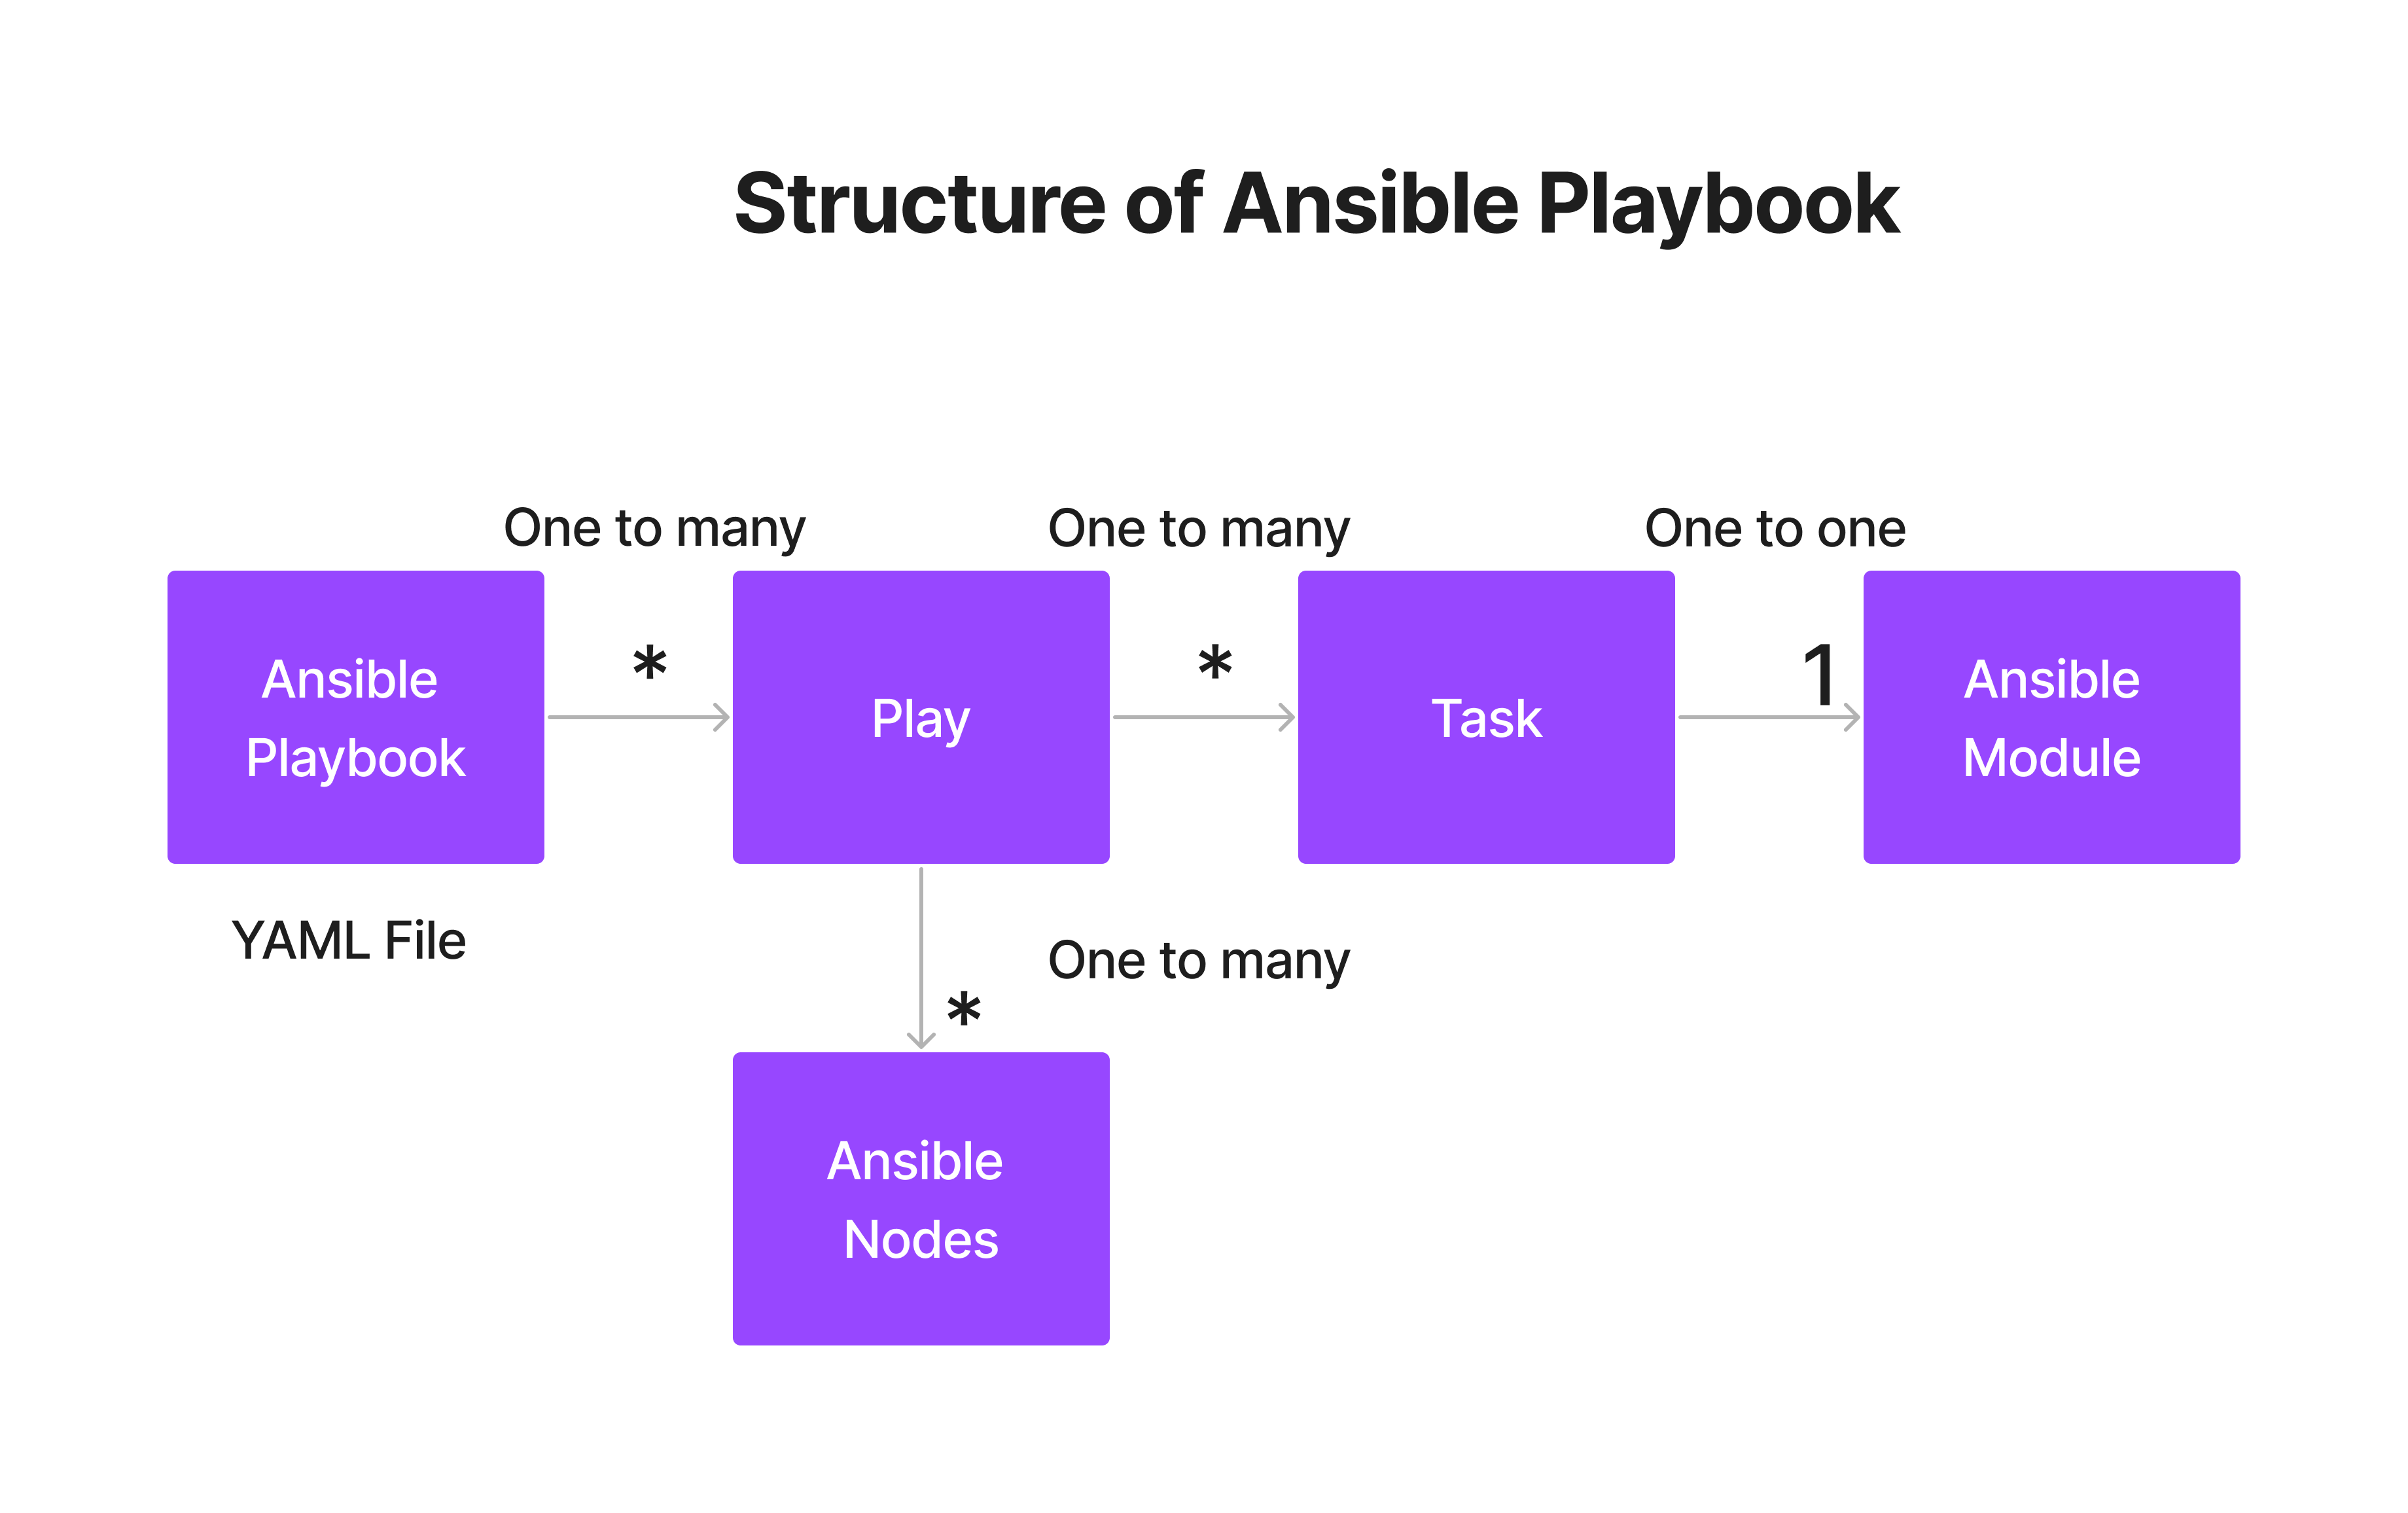 Structure of Ansible Playbook
One to many
One to many
One to one
Ansible
Playbook
*
Play
*
Task
1
Ansible
Module
YAML File
One to many
*
Ansible
Nodes